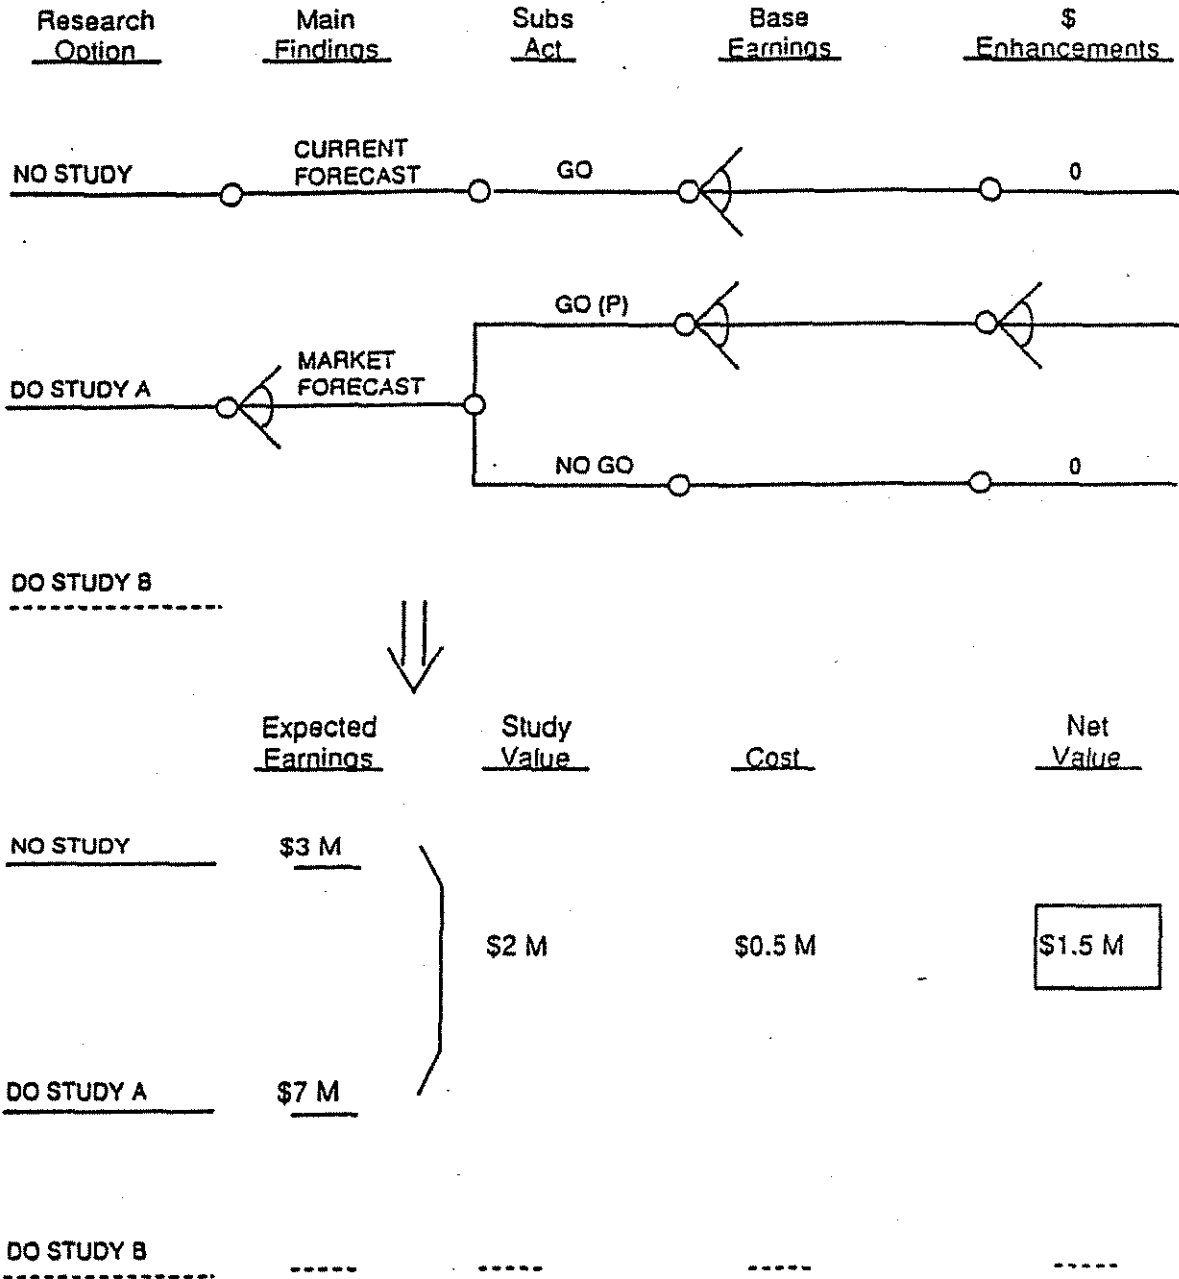 Research Main Subs Base $
Option Findings Act Earnings Enhancements
CURRENT
NO STUDY FORECAST GO 0
GO (P)
MARKET
DO STUDY A FORECAST
NO GO 0
DO STUDY B
Expected Study Net
Earnings Value Cost Value
NO STUDY $3 M
$2 M $0.5 M $1.5 M
DO STUDY A $7 M
DO STUDY B